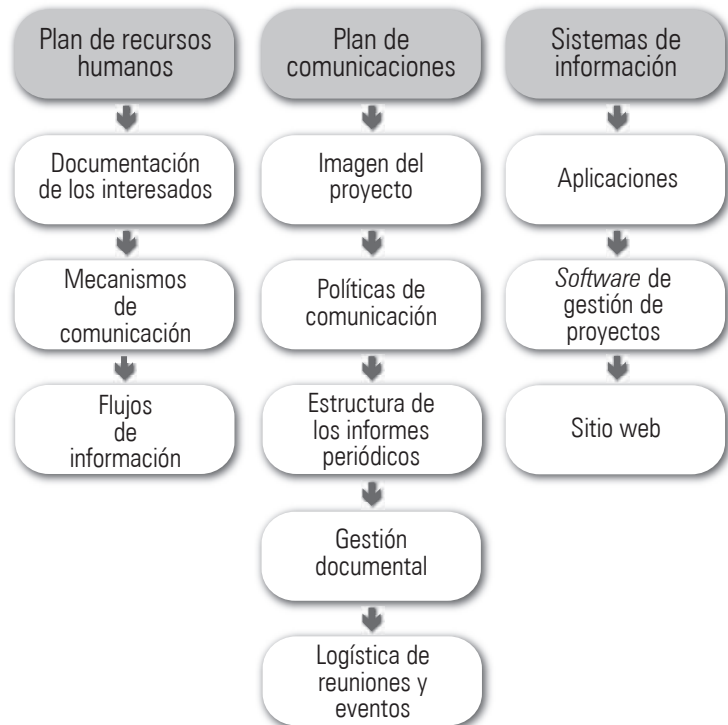 Plan de recursos
humanos
Documentación
de los interesados
Mecanismos
de
comunicación
Flujos
de
información
Plan de
comunicaciones
Imagen del
proyecto
Políticas de
comunicación
Estructura de
los informes
periódicos
Gestión
documental
Logística de
reuniones y
eventos
Sistemas de
información
Aplicaciones
Software de
gestión de
proyectos
Sitio web